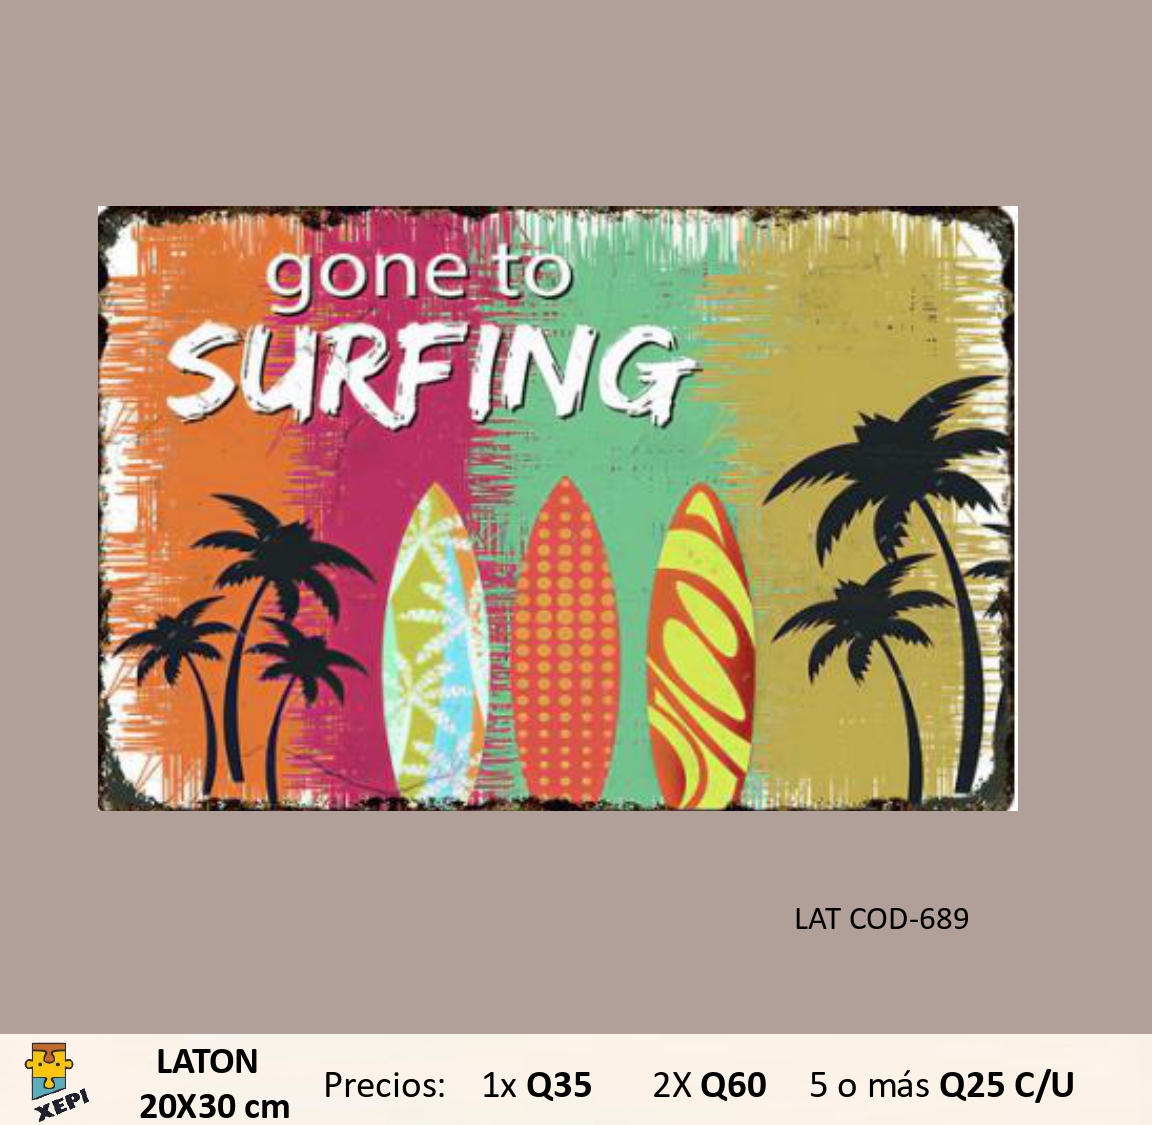 gone to
SURFING
LAT COD-689
XEPI
LATON
20X30 cm
Precios: 1x Q35 2X Q60 5 o más Q25 C/U